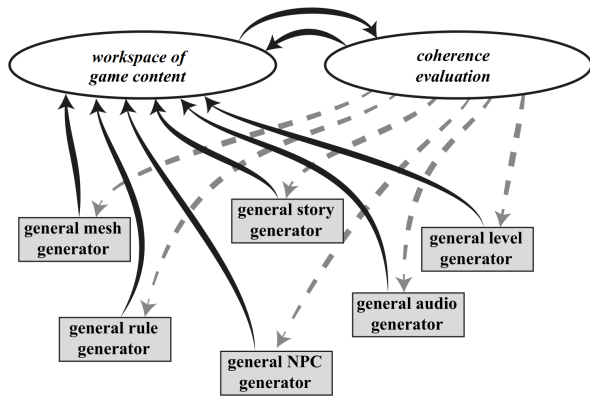 workspace of
game content
coherence
evaluation
general mesh
generator
general story
generator
general level
generator
general rule
generator
general audio
generator
general NPC
generator